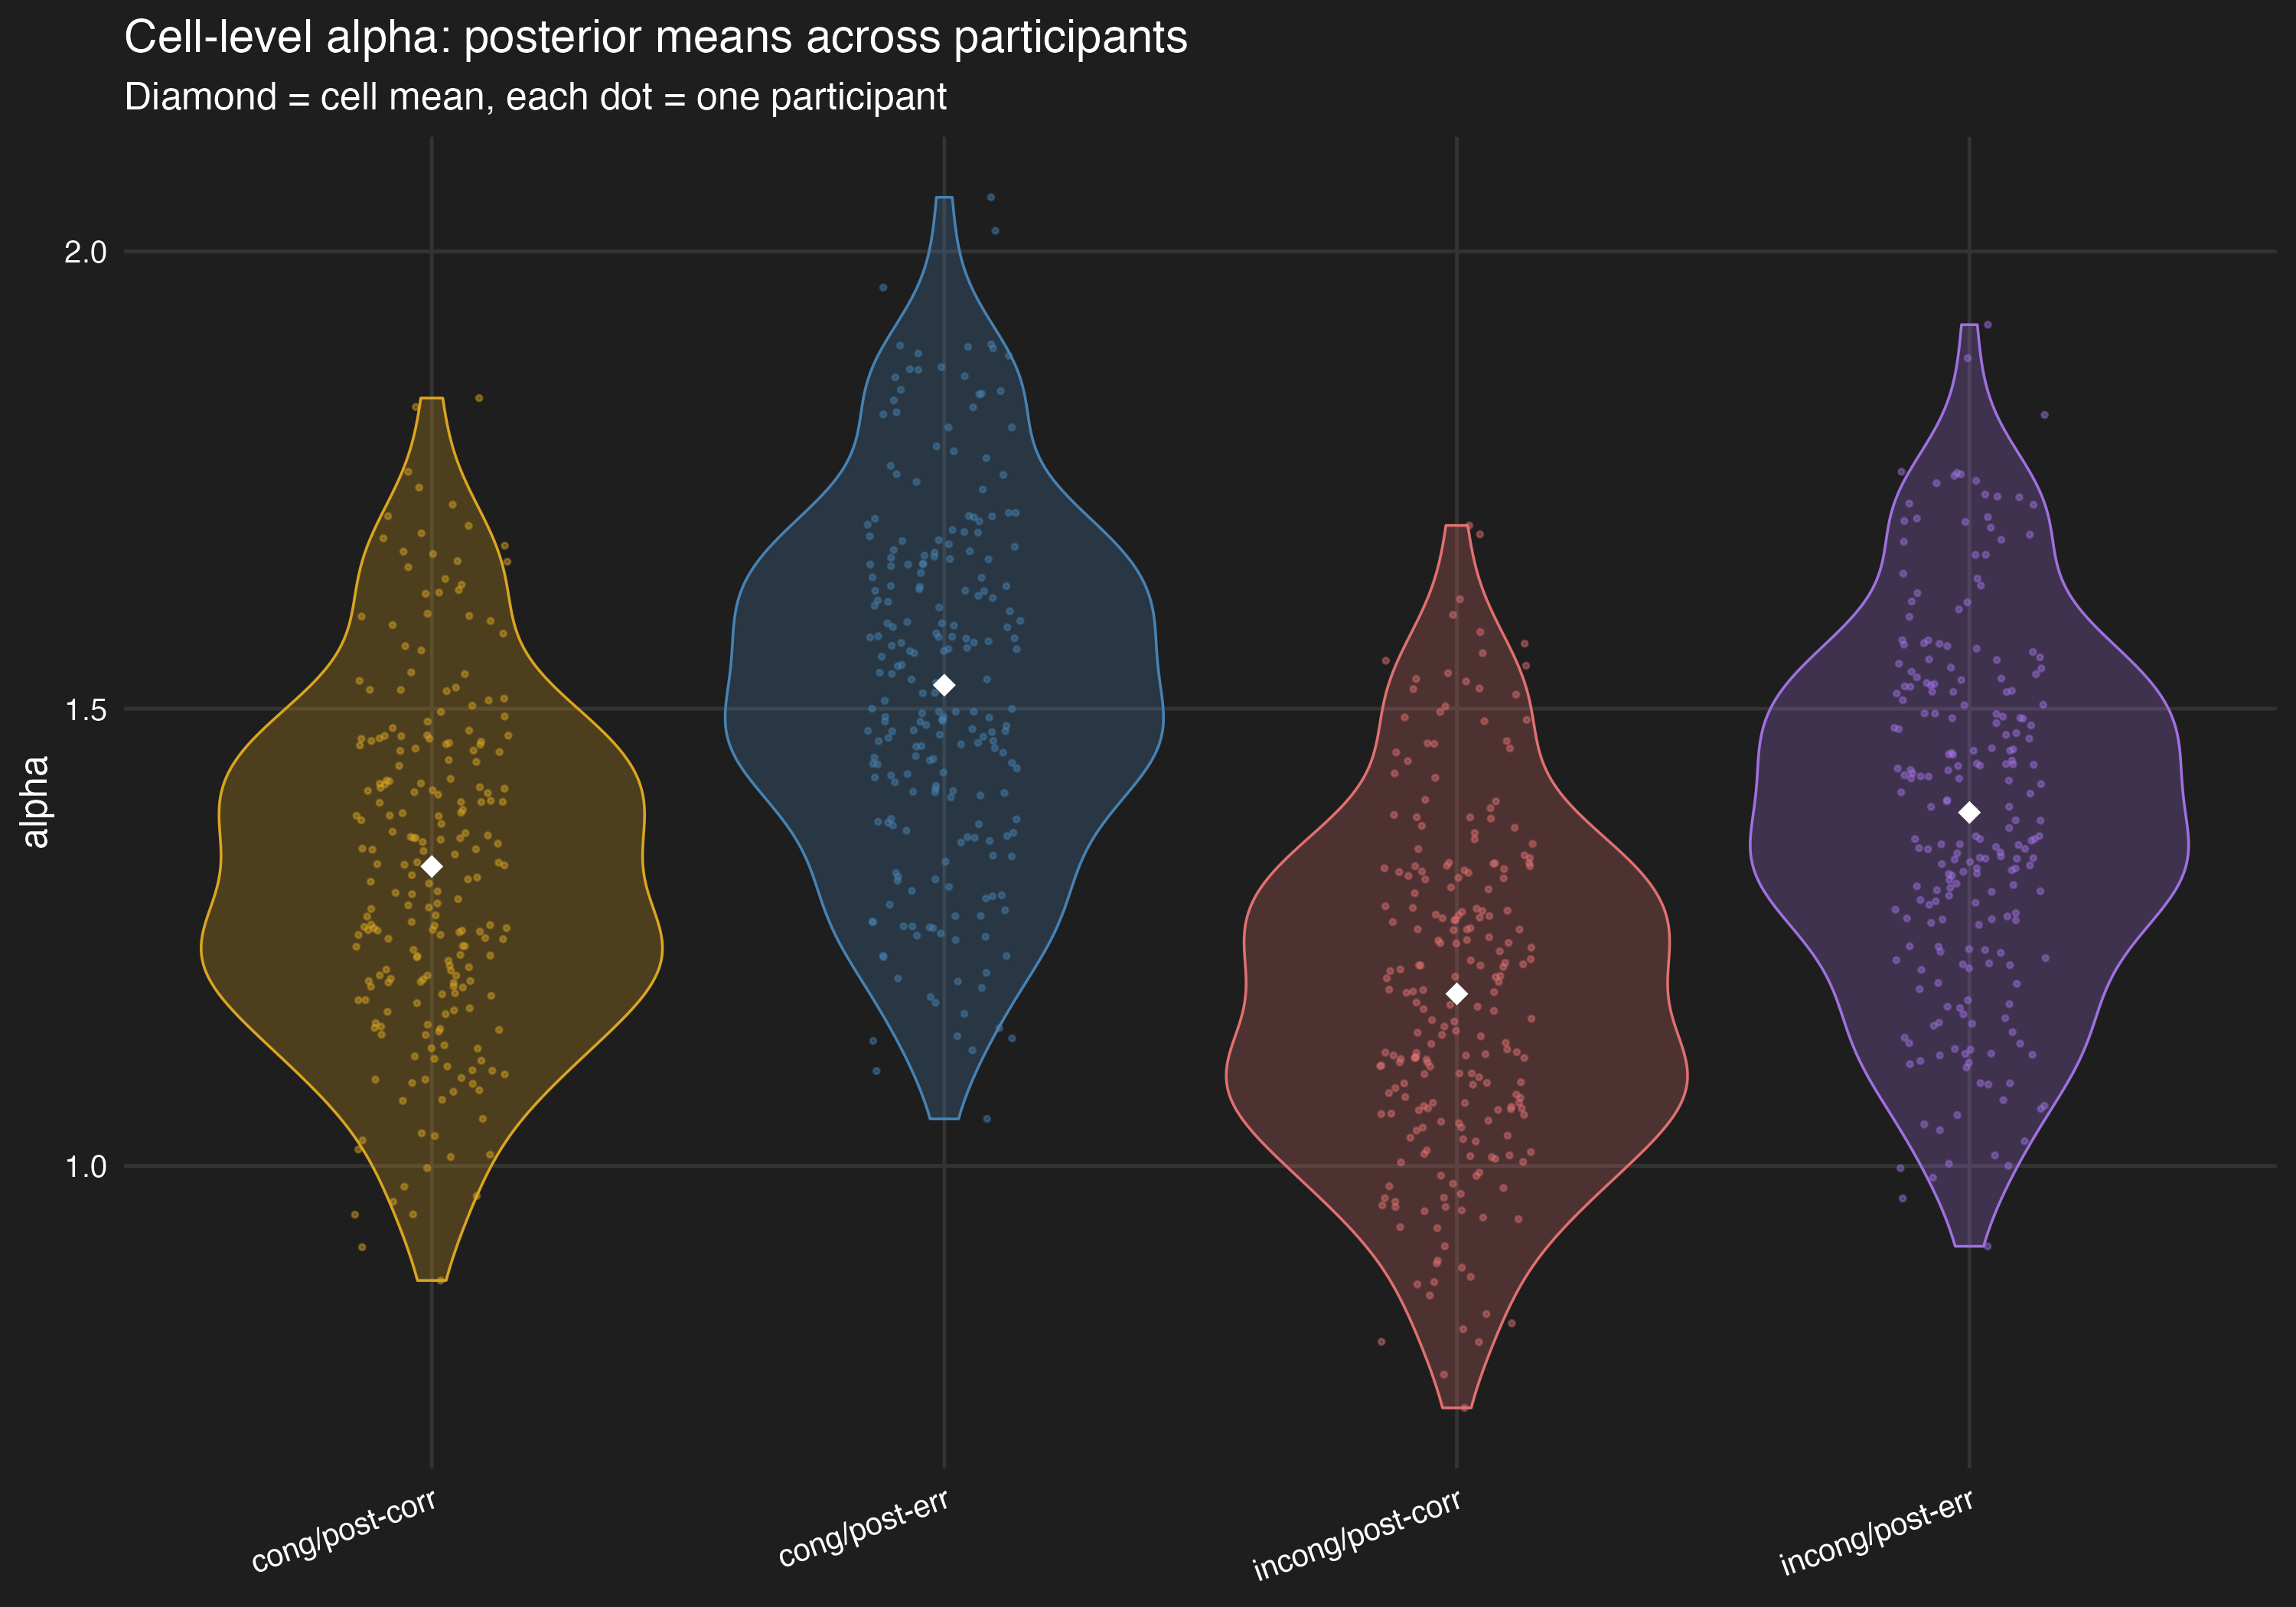 Cell-level alpha: posterior means across participants
Diamond = cell mean, each dot = one participant
alpha
2.0
1.5
1.0
cong/post-corr
cong/post-err
incong/post-corr
incong/post-err